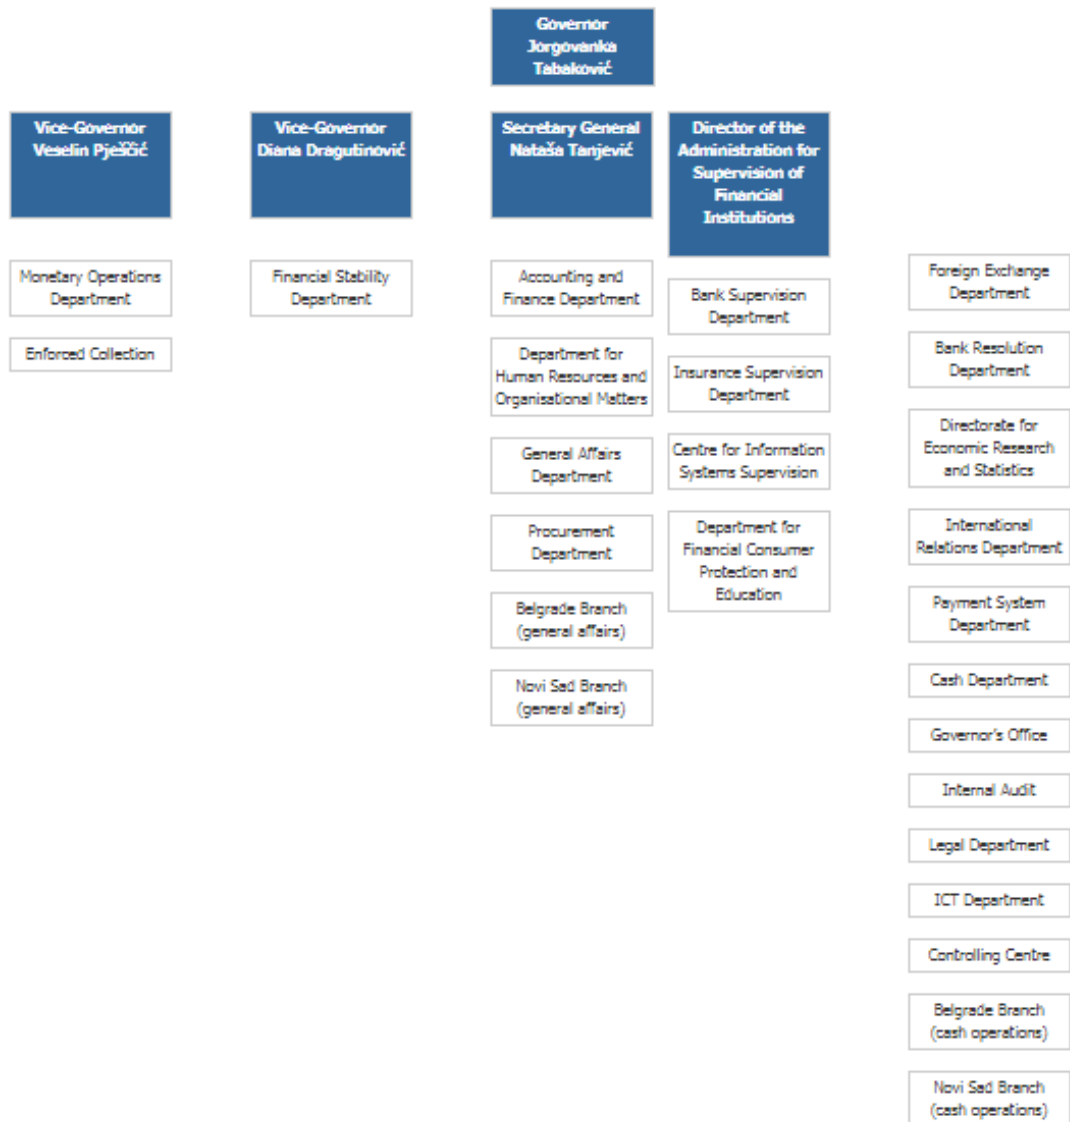 Governor
Jorgovanka
Tabaković
Vice-Governor
Veselin Pješčić
Vice-Governor
Diana Dragutinović
Secretary General
Nataša Tanjević
Director of the
Administration for
Supervision of
Financial
Institutions
Monetary Operations
Department
Enforced Collection
Financial Stability
Department
Accounting and
Finance Department
Department for
Human Resources and
Organisational Matters
General Affairs
Department
Procurement
Department
Belgrade Branch
(general affairs)
Novi Sad Branch
(general affairs)
Bank Supervision
Department
Insurance Supervision
Department
Centre for Information
Systems Supervision
Department for
Financial Consumer
Protection and
Education
Foreign Exchange
Department
Bank Resolution
Department
Directorate for
Economic Research
and Statistics
International
Relations Department
Payment System
Department
Cash Department
Governor's Office
Internal Audit
Legal Department
ICT Department
Controlling Centre
Belgrade Branch
(cash operations)
Novi Sad Branch
(cash operations)